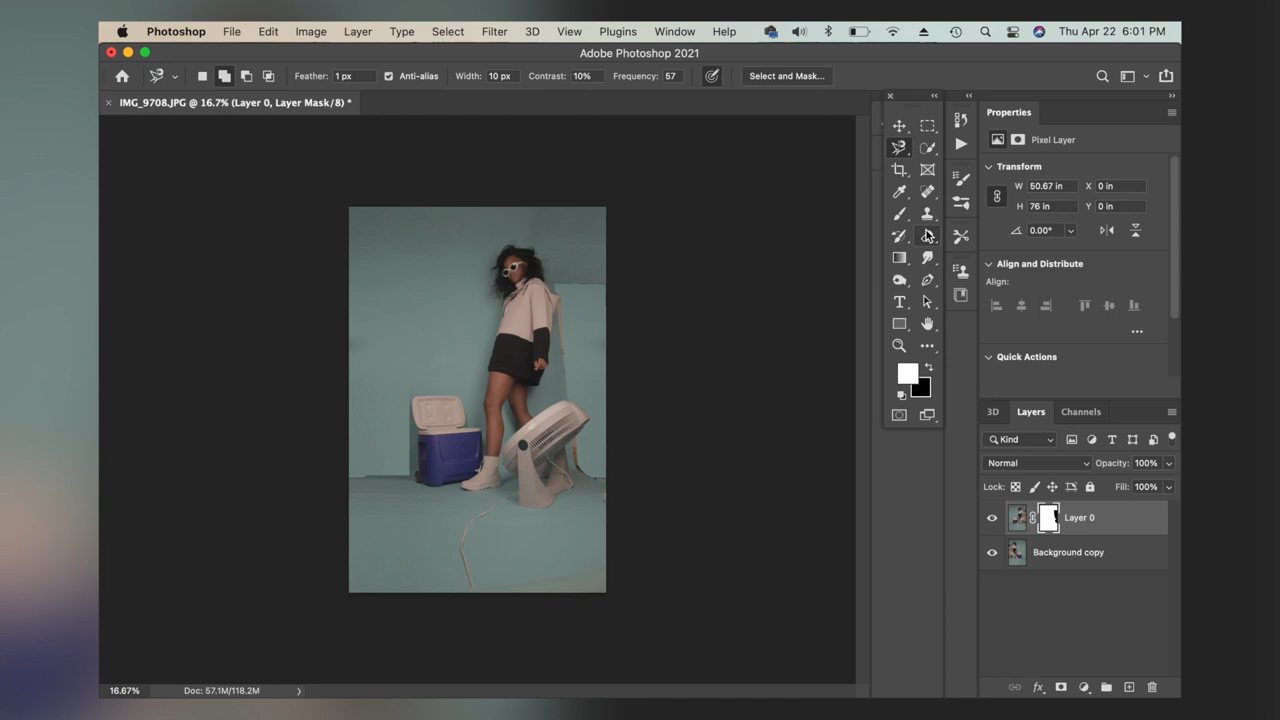 Photoshop File Edit Image Layer Type Select Filter 3D View Plugins Window Help Thu Apr 22 6:01 PM
Adobe Photoshop 2021
Feather: 1 px Anti-alias Width: 10 px Contrast: 10% Frequency: 57 Select and Mask...
IMG_9708.JPG @ 16.7% (Layer 0, Layer Mask/8) *
Properties
Pixel Layer
Transform
W 50.67 in X 0 in
H 76 in Y 0 in
0.00°
Align and Distribute
Align:
Quick Actions
3D Layers Channels
Kind
Normal Opacity: 100%
Lock: Fill: 100%
Layer 0
Background copy
16.67% Doc: 57.1M/118.2M